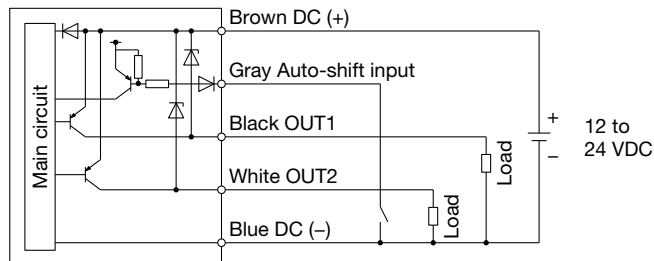 Main circuit
Brown DC (+)
Gray Auto-shift input
Black OUT1
White OUT2
Blue DC (–)
Load
Load
+
–
12 to
24 VDC